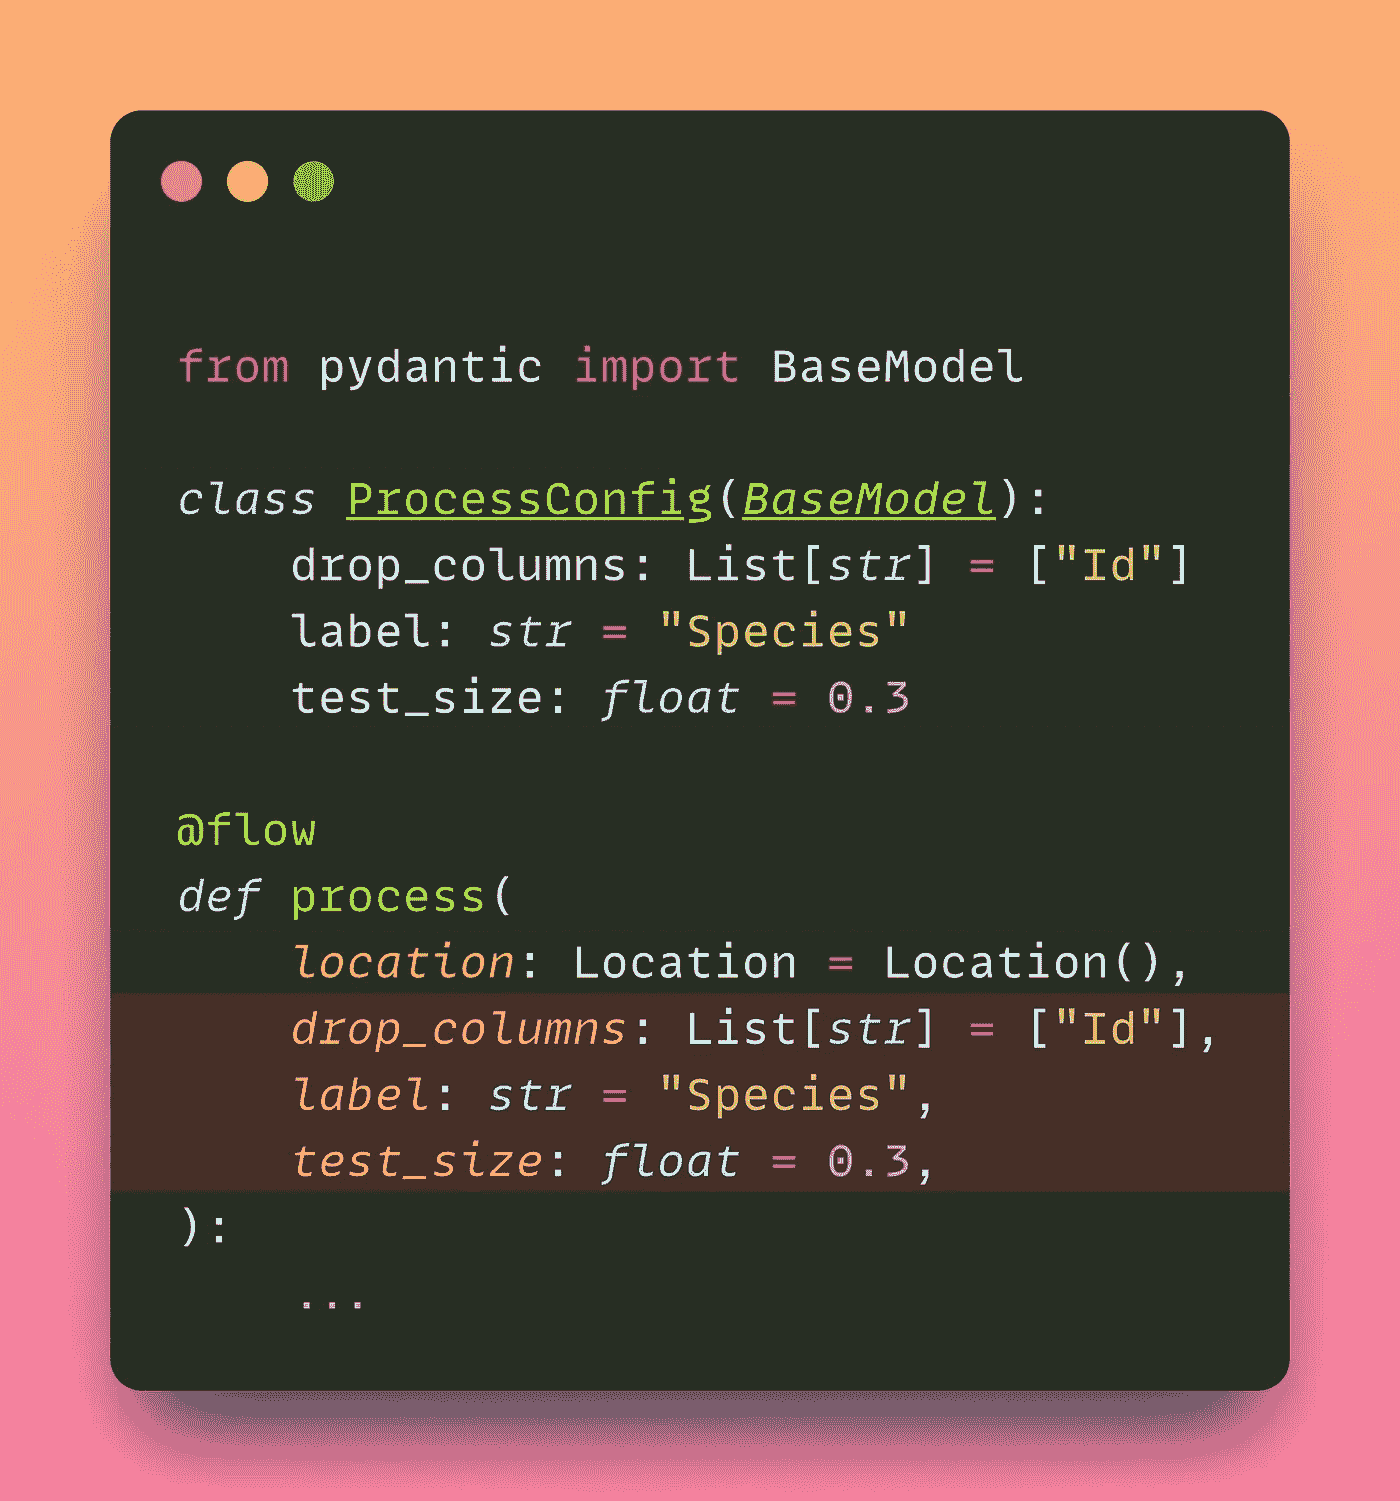 from pydantic import BaseModel
class ProcessConfig(BaseModel):
    drop_columns: List[str] = ["Id"]
    label: str = "Species"
    test_size: float = 0.3
@flow
def process(
    location: Location = Location(),
    drop_columns: List[str] = ["Id"],
    label: str = "Species",
    test_size: float = 0.3,
):
    ...